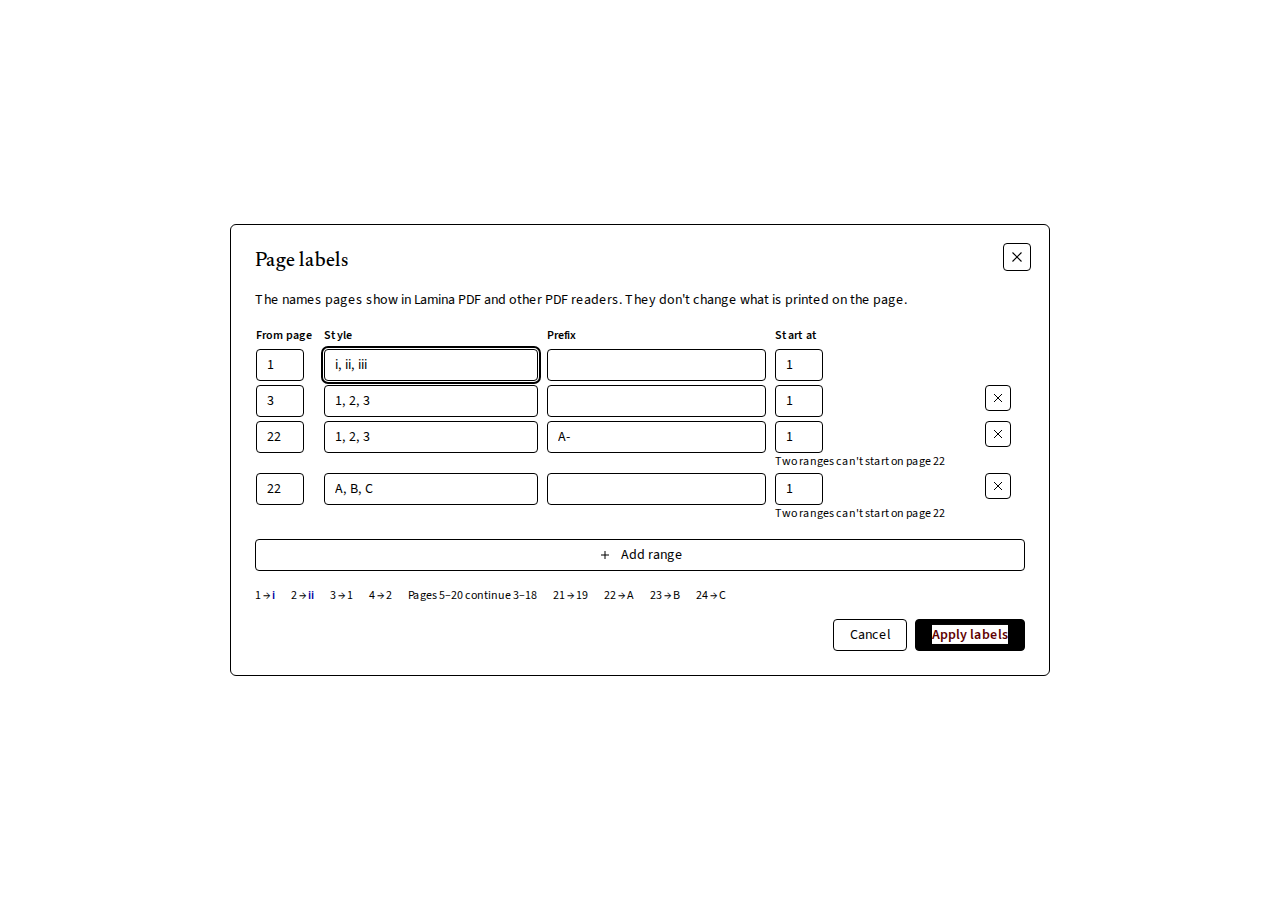 Page labels
The names pages show in Lamina PDF and other PDF readers. They don't change what is printed on the page.
From page Style Prefix Start at
1 i, ii, iii 1
3 1, 2, 3 1
22 1, 2, 3 A- 1
Two ranges can't start on page 22
22 A, B, C 1
Two ranges can't start on page 22
+ Add range
1→i 2→ii 3→1 4→2 Pages 5–20 continue 3–18 21→19 22→A 23→B 24→C
Cancel Apply labels